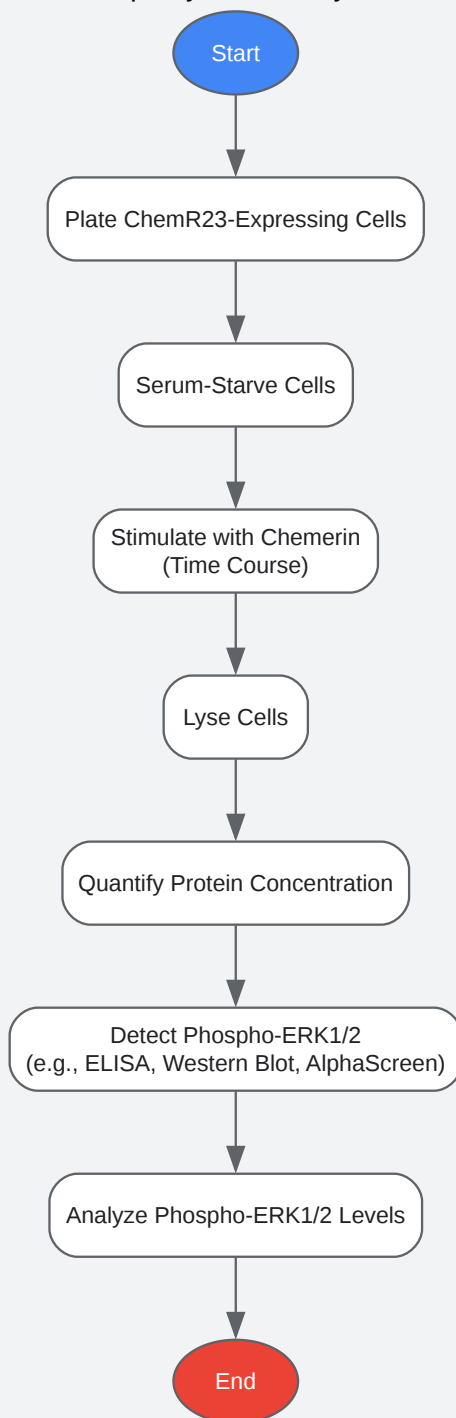 Start
Plate ChemR23-Expressing Cells
Serum-Starve Cells
Stimulate with Chemerin
(Time Course)
Lyse Cells
Quantify Protein Concentration
Detect Phospho-ERK1/2
(e.g., ELISA, Western Blot, AlphaScreen)
Analyze Phospho-ERK1/2 Levels
End